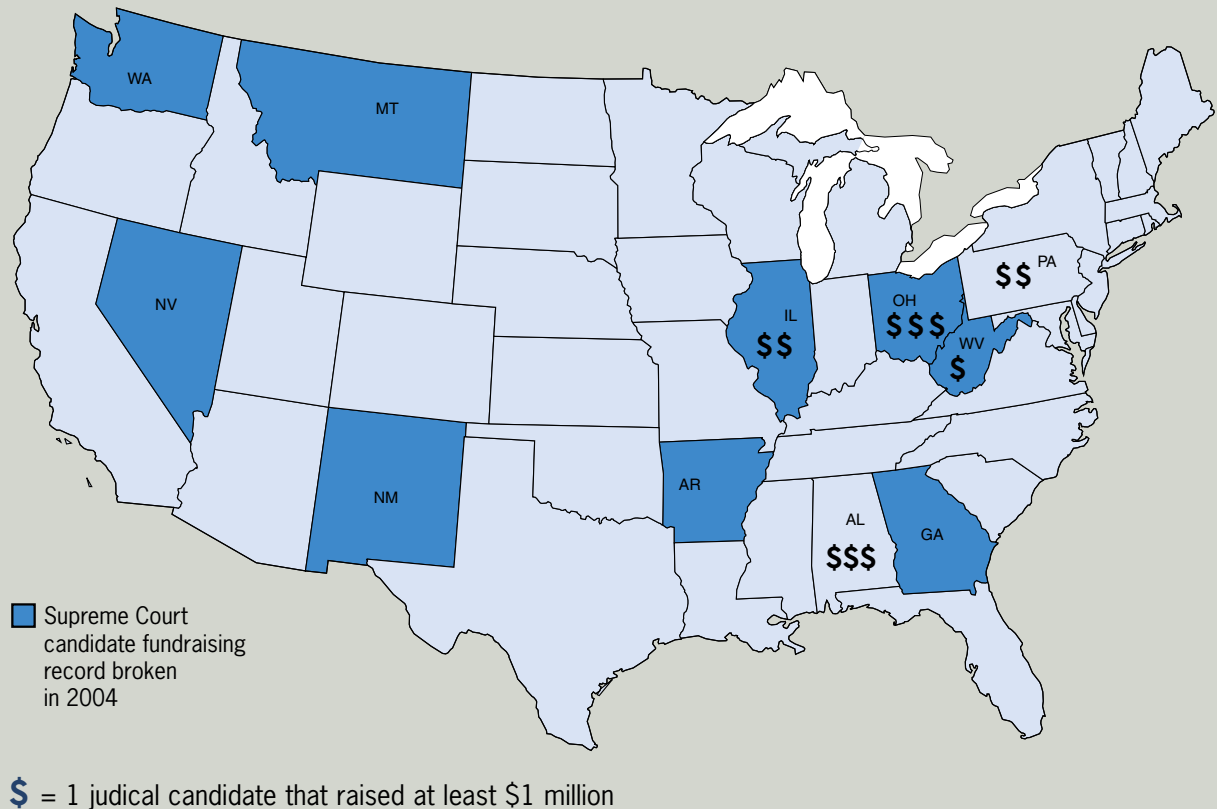 WA
MT
NV
NM
AR
IL
$$
OH
$$$
WV
$
PA
$$
AL
$$$
GA
Supreme Court
candidate fundraising
record broken
in 2004
$ = 1 judical candidate that raised at least $1 million